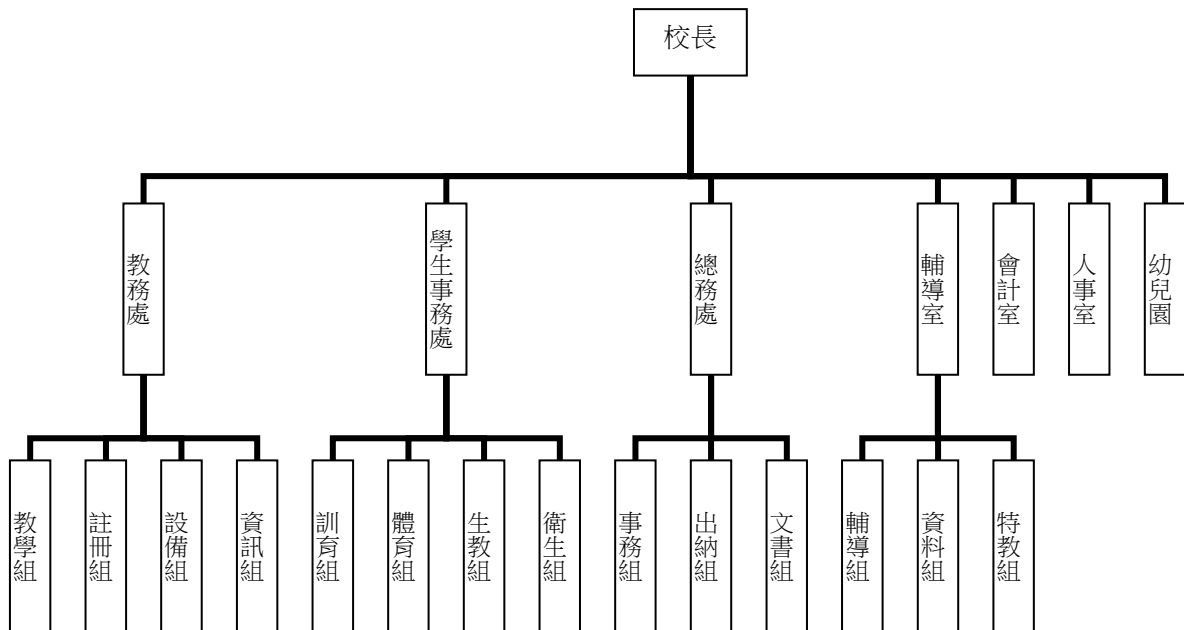 校長
教務處
學生事務處
總務處
輔導室
會計室
人事室
幼兒園
教學組
註冊組
設備組
資訊組
訓育組
體育組
生教組
衛生組
事務組
出納組
文書組
輔導組
資料組
特教組